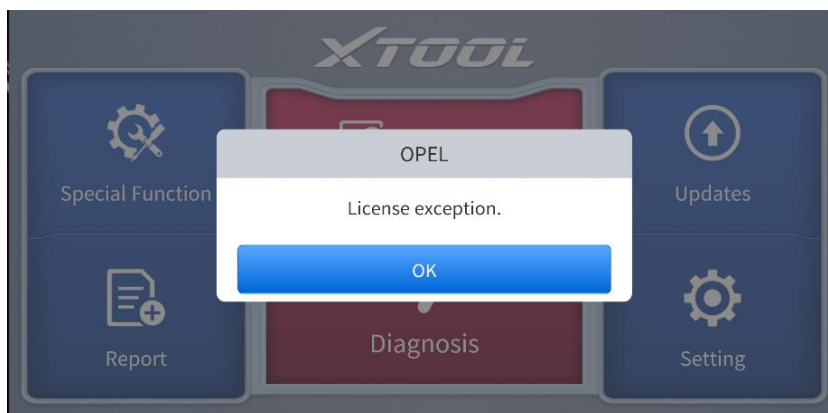 XTOOL
Special Function
Updates
OPEL
License exception.
OK
Report
Diagnosis
Setting